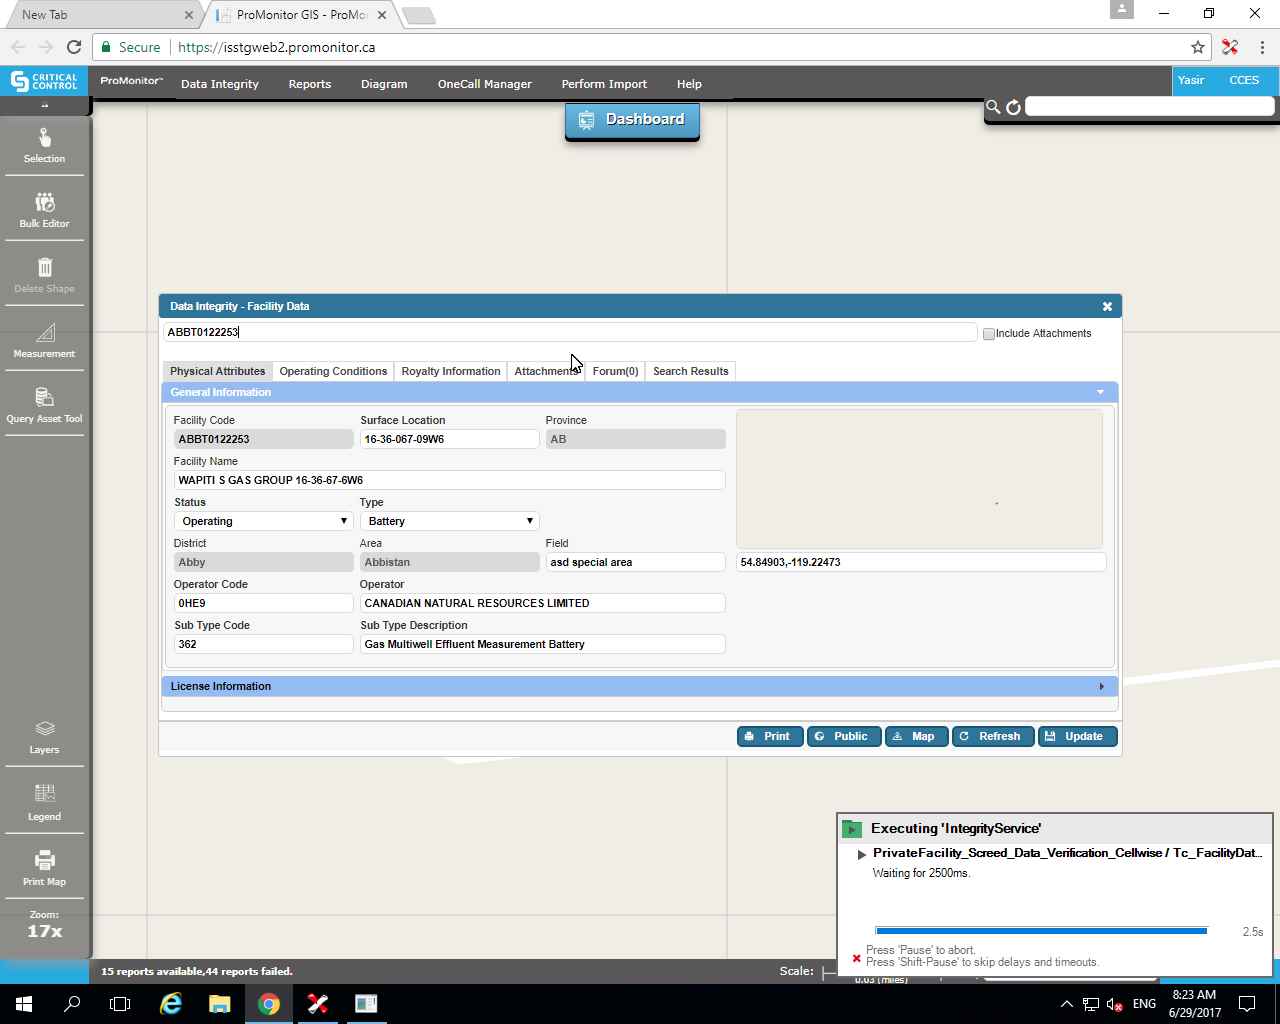 New Tab
ProMonitor GIS - ProMo
Secure
https://isstgweb2.promonitor.ca
CRITICAL CONTROL
ProMonitor™
Data Integrity
Reports
Diagram
OneCall Manager
Perform Import
Help
Yasir
CCES
Dashboard
Selection
Bulk Editor
Delete Shape
Measurement
Query Asset Tool
Layers
Legend
Print Map
Zoom:
17x
Data Integrity - Facility Data
ABBT0122253
Include Attachments
Physical Attributes
Operating Conditions
Royalty Information
Attachments
Forum(0)
Search Results
General Information
Facility Code
Surface Location
Province
ABBT0122253
16-36-067-09W6
AB
Facility Name
WAPITI S GAS GROUP 16-36-67-6W6
Status
Type
Operating
Battery
District
Area
Field
Abby
Abbistan
asd special area
54.84903,-119.22473
Operator Code
Operator
0HE9
CANADIAN NATURAL RESOURCES LIMITED
Sub Type Code
Sub Type Description
362
Gas Multiwell Effluent Measurement Battery
License Information
Print
Public
Map
Refresh
Update
Executing 'IntegrityService'
PrivateFacility_Screed_Data_Verification_Cellwise / Tc_FacilityDat...
Waiting for 2500ms.
2.5s
Press 'Pause' to abort.
Press 'Shift-Pause' to skip delays and timeouts.
15 reports available,44 reports failed.
Scale:
0.03 (miles)
ENG
8:23 AM
6/29/2017